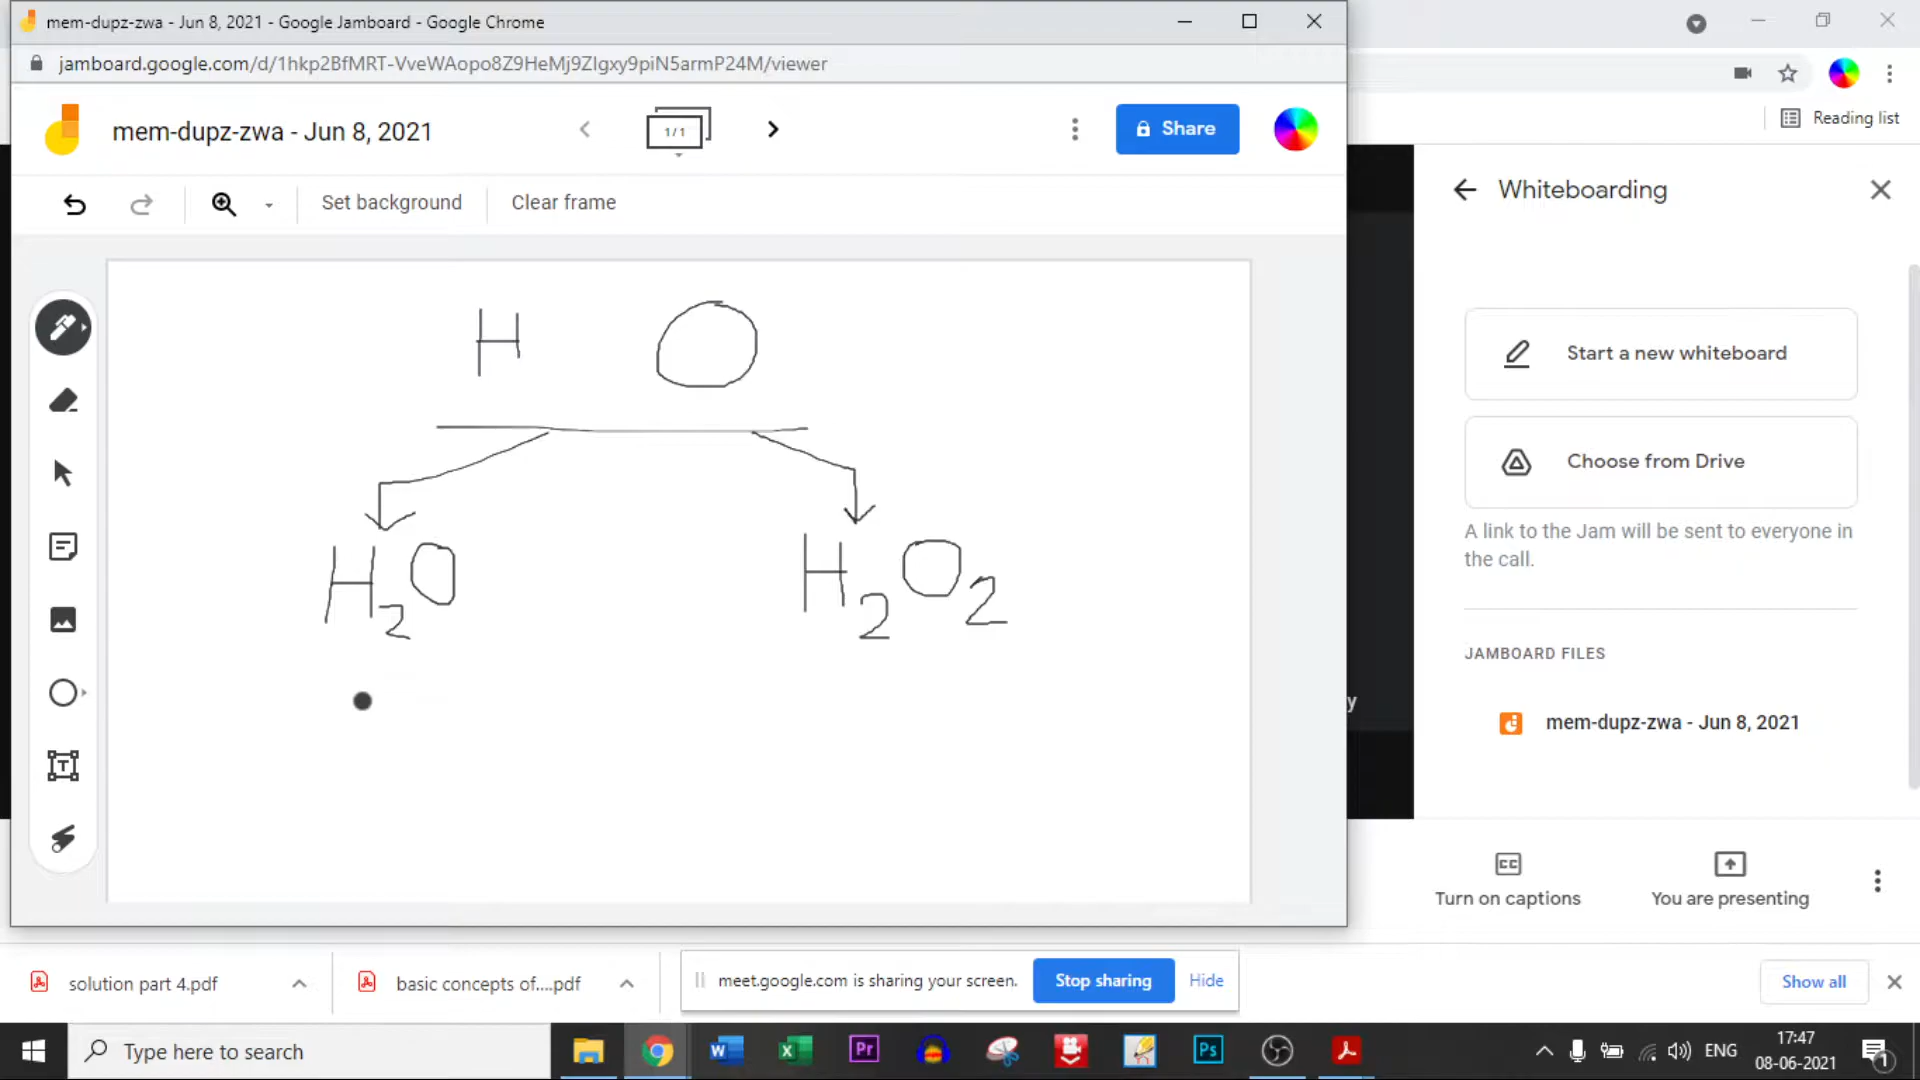 mem-dupz-zwa - Jun 8, 2021 - Google Jamboard - Google Chrome
jamboard.google.com/d/1hkp2BfMRT-VveWAopo8Z9HeMj9ZIgxy9piN5armP24M/viewer
mem-dupz-zwa - Jun 8, 2021
1/1
Share
Reading list
Set background
Clear frame
Whiteboarding
H O
H2O
H2O2
Start a new whiteboard
Choose from Drive
A link to the Jam will be sent to everyone in
the call.
JAMBOARD FILES
mem-dupz-zwa - Jun 8, 2021
y
Turn on captions
You are presenting
solution part 4.pdf
basic concepts of....pdf
meet.google.com is sharing your screen.
Stop sharing
Hide
Show all
Type here to search
ENG
17:47
08-06-2021
1